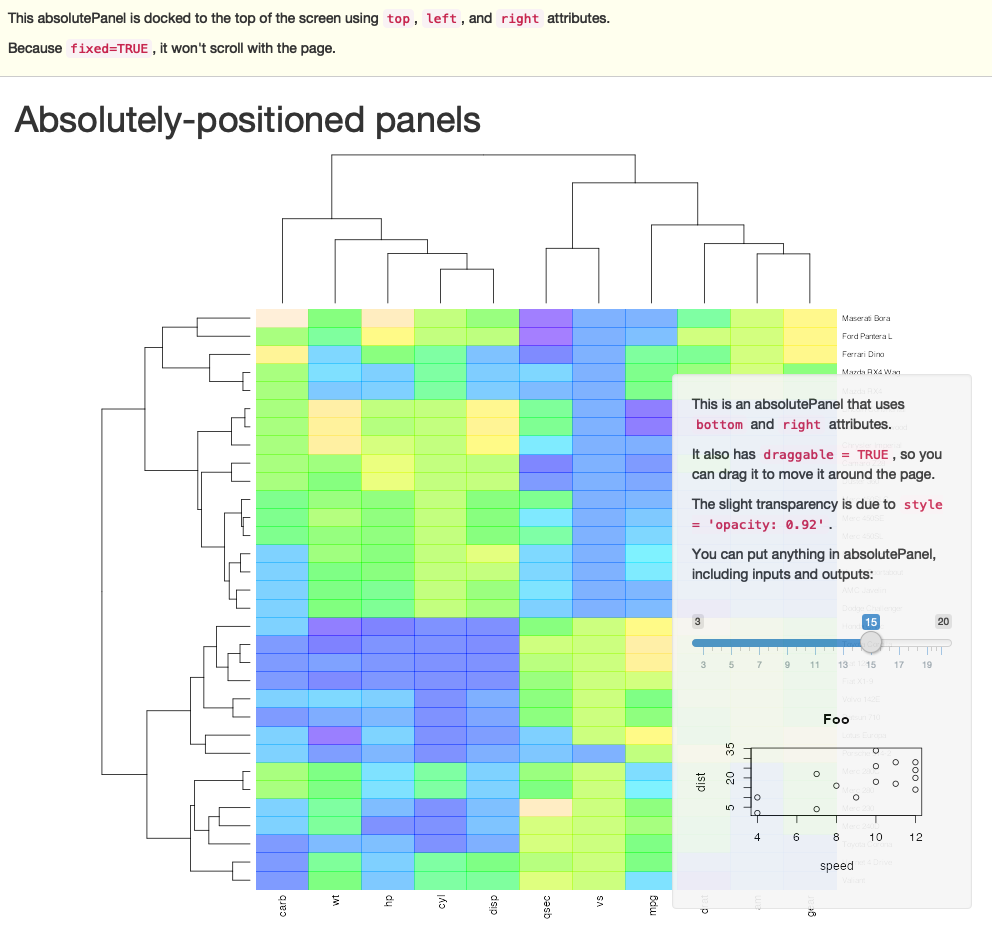 This absolutePanel is docked to the top of the screen using top, left, and right attributes.
Because fixed=TRUE, it won't scroll with the page.
Absolutely-positioned panels
Maserati Bora
Ford Pantera L
Ferrari Dino
Mazda RX4 Wag
This is an absolutePanel that uses
bottom and right attributes.
It also has draggable = TRUE, so you
can drag it to move it around the page.
The slight transparency is due to style
= 'opacity: 0.92'.
You can put anything in absolutePanel,
including inputs and outputs:
3 15 20
3 5 7 9 11 13 15 17 19
Foo
dist
35
20
5
4 6 8 10 12
speed
carb wt hp cyl disp qsec vs mpg